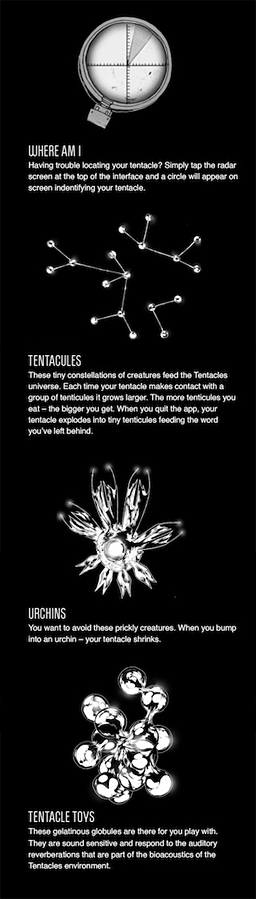 WHERE AM I
Having trouble locating your tentacle? Simply tap the radar
screen at the top of the interface and a circle will appear on
screen indentifying your tentacle.
TENTACULES
These tiny constellations of creatures feed the Tentacles
universe. Each time your tentacle makes contact with a
group of tenticules it grows larger. The more tenticules you
eat – the bigger you get. When you quit the app, your
tentacle explodes into tiny tenticules feeding the word
you've left behind.
URCHINS
You want to avoid these prickly creatures. When you bump
into an urchin – your tentacle shrinks.
TENTACLE TOYS
These gelatinous globules are there for you play with.
They are sound sensitive and respond to the auditory
reverberations that are part of the bioacoustics of the
Tentacles environment.